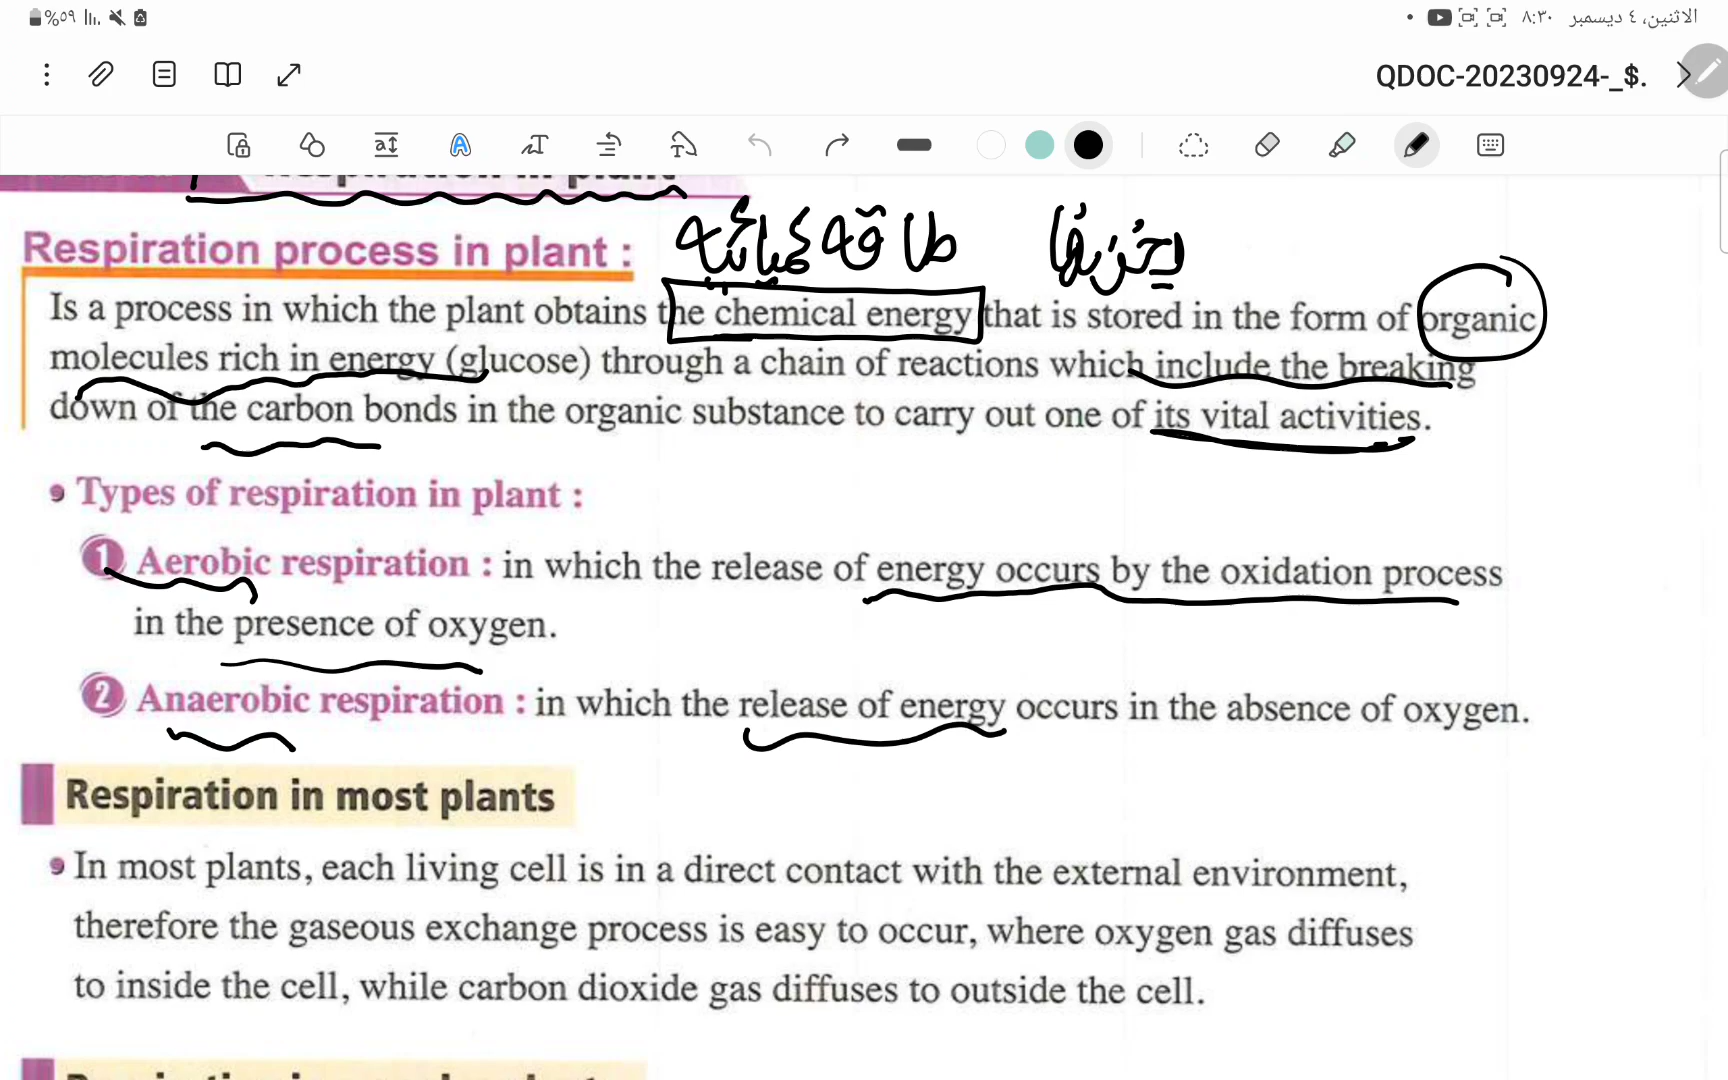 %٥٩
٨:٣٠ الاثنين، ٤ ديسمبر
QDOC-20230924-_$.
Respiration process in plant :
طاقه كميائيه
Is a process in which the plant obtains the chemical energy that is stored in the form of organic
molecules rich in energy (glucose) through a chain of reactions which include the breaking
down of the carbon bonds in the organic substance to carry out one of its vital activities.
• Types of respiration in plant :
1 Aerobic respiration : in which the release of energy occurs by the oxidation process
in the presence of oxygen.
2 Anaerobic respiration : in which the release of energy occurs in the absence of oxygen.
Respiration in most plants
• In most plants, each living cell is in a direct contact with the external environment,
therefore the gaseous exchange process is easy to occur, where oxygen gas diffuses
to inside the cell, while carbon dioxide gas diffuses to outside the cell.